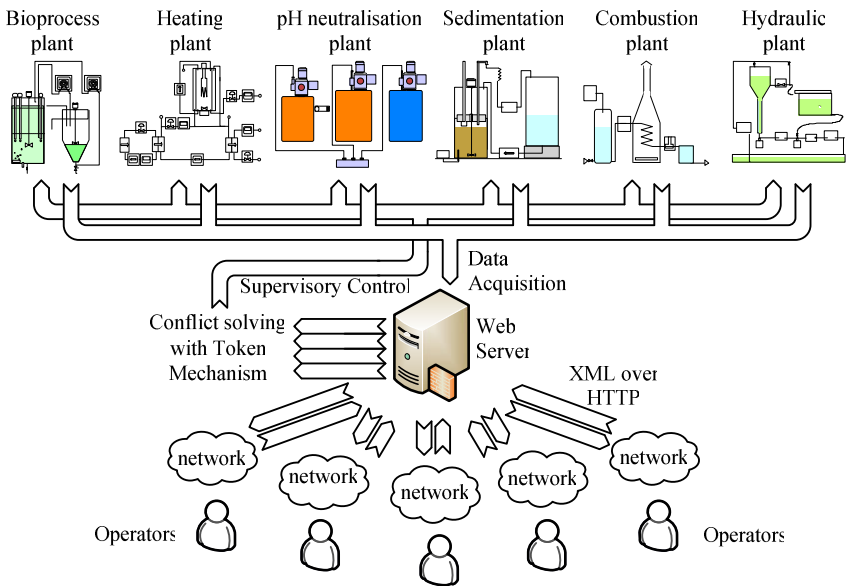 Bioprocess
plant
Heating
plant
pH neutralisation
plant
Sedimentation
plant
Combustion
plant
Hydraulic
plant
Data
Acquisition
Supervisory Control
Conflict solving
with Token
Mechanism
Web
Server
XML over
HTTP
network
network
network
network
network
Operators
Operators